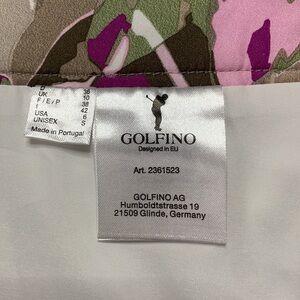 D 36
UK 10
F/E/P 38
I 42
USA 6
UNISEX S
Made in Portugal
GOLFINO
Designed in EU
Art. 2361523
GOLFINO AG
Humboldtstrasse 19
21509 Glinde, Germany